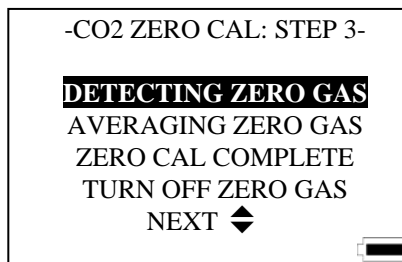 -CO2 ZERO CAL: STEP 3-
DETECTING ZERO GAS
AVERAGING ZERO GAS
ZERO CAL COMPLETE
TURN OFF ZERO GAS
NEXT